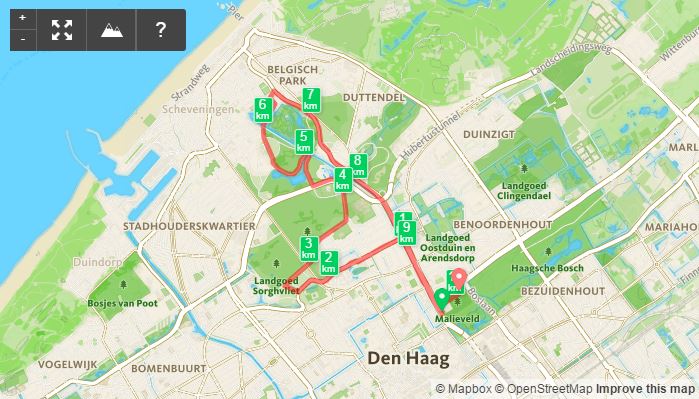 +
-
?
Pier
Strandweg
BELGISCH
PARK
Scheveningen
6
km
7
km
DUTTENDEL
Landscheidingsweg
Hubertustunnel
DUINZIGT
5
km
8
km
4
km
Landgoed
Clingendael
STADHOUDERSKWARTIER
1
9
km
BENOORDENHOUT
MARIAHO
Landgoed
Oostduin en
Arendsdorp
3
km
2
km
Duindorp
Landgoed
Sorghvliet
Haagsche Bosch
km
Boslaan
BEZUIDENHOUT
Bosjes van Poot
Malieveld
VOGELWIJK
BOMENBUURT
Den Haag
© Mapbox © OpenStreetMap Improve this map